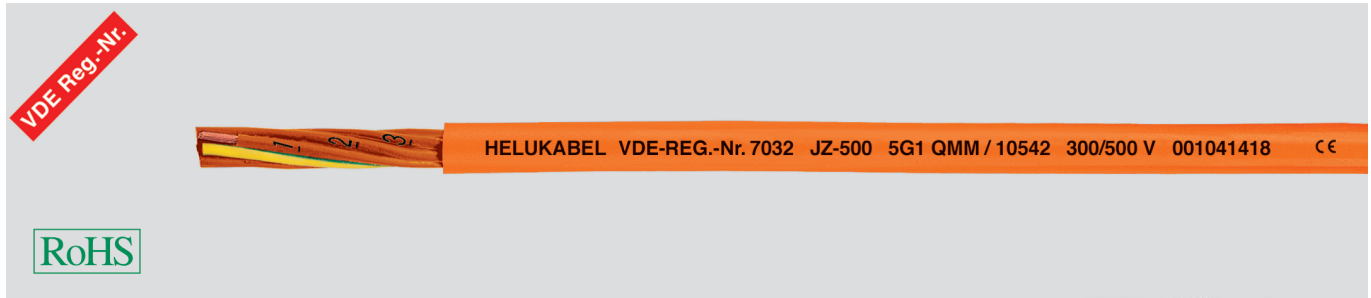 VDE Reg.-Nr.
1 2 3
HELUKABEL VDE-REG.-Nr. 7032 JZ-500 5G1 QMM / 10542 300/500 V 001041418 CE
RoHS